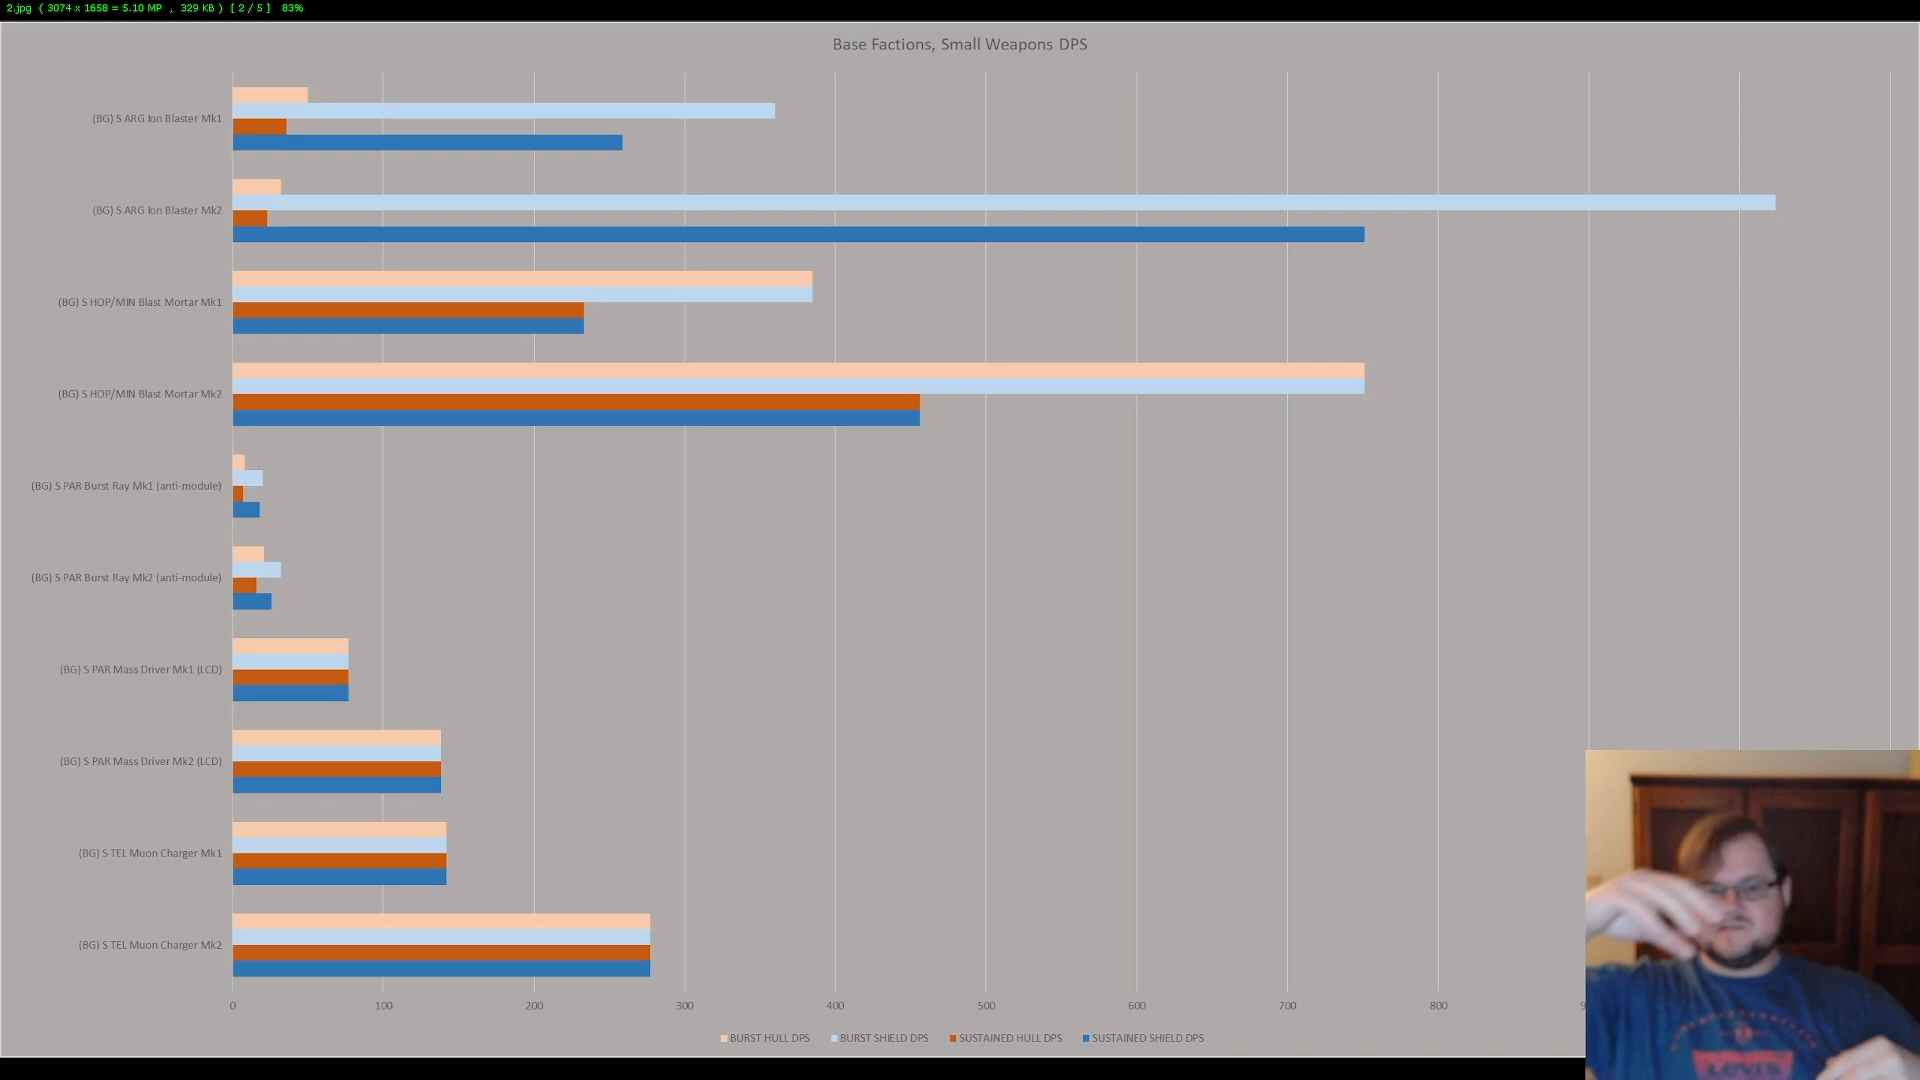 2.jpg ( 3074 x 1658 = 5.10 MP , 329 KB ) [ 2 / 5 ] 83%
Base Factions, Small Weapons DPS
(BG) S ARG Ion Blaster Mk1
(BG) S ARG Ion Blaster Mk2
(BG) S HOP/MIN Blast Mortar Mk1
(BG) S HOP/MIN Blast Mortar Mk2
(BG) S PAR Burst Ray Mk1 (anti-module)
(BG) S PAR Burst Ray Mk2 (anti-module)
(BG) S PAR Mass Driver Mk1 (LCD)
(BG) S PAR Mass Driver Mk2 (LCD)
(BG) S TEL Muon Charger Mk1
(BG) S TEL Muon Charger Mk2
0 100 200 300 400 500 600 700 800
BURST HULL DPS BURST SHIELD DPS SUSTAINED HULL DPS SUSTAINED SHIELD DPS
LEVIS